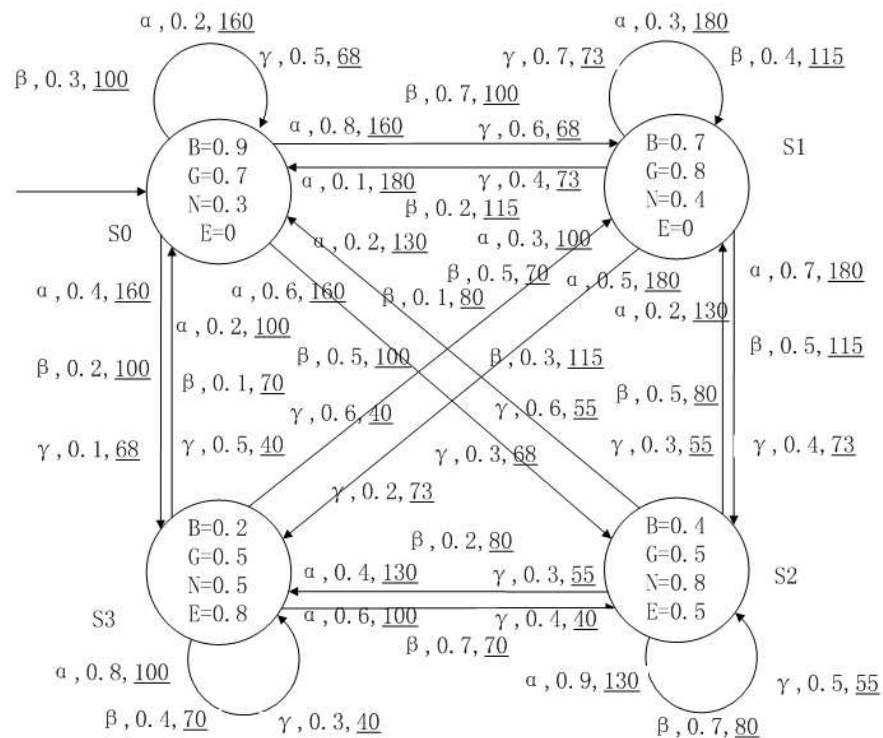 α,0.2,160
γ,0.5,68
β,0.3,100
α,0.3,180
γ,0.7,73
β,0.4,115
β,0.7,100
α,0.8,160
γ,0.6,68
B=0.9
G=0.7
N=0.3
E=0
S0
B=0.7
G=0.8
N=0.4
E=0
S1
α,0.1,180
γ,0.4,73
β,0.2,115
α,0.2,130
α,0.3,100
β,0.5,70
α,0.5,180
α,0.4,160
α,0.6,160
β,0.1,80
α,0.2,130
α,0.7,180
α,0.2,100
β,0.2,100
β,0.1,70
β,0.5,100
β,0.3,115
β,0.5,80
β,0.5,115
γ,0.1,68
γ,0.5,40
γ,0.6,40
γ,0.6,55
γ,0.3,68
γ,0.3,55
γ,0.4,73
γ,0.2,73
B=0.2
G=0.5
N=0.5
E=0.8
S3
B=0.4
G=0.5
N=0.8
E=0.5
S2
β,0.2,80
α,0.4,130
γ,0.3,55
α,0.6,100
γ,0.4,40
β,0.7,70
α,0.8,100
β,0.4,70
γ,0.3,40
α,0.9,130
γ,0.5,55
β,0.7,80